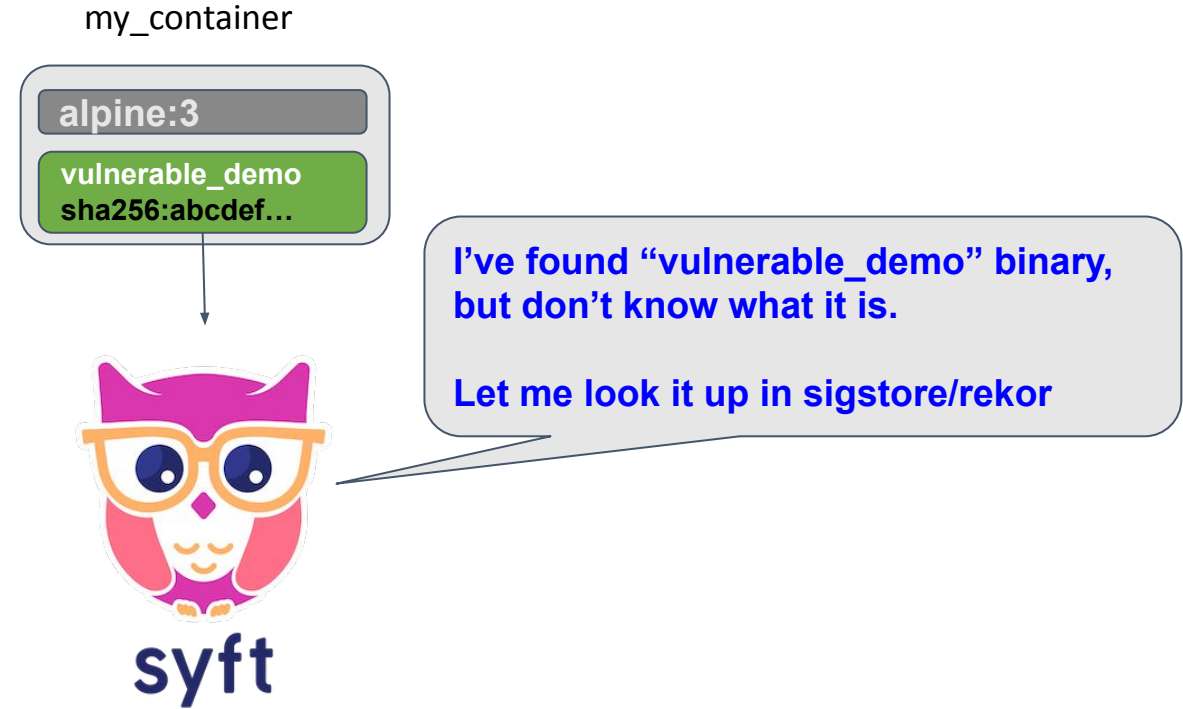 my_container
alpine:3
vulnerable_demo
sha256:abcdef…
I’ve found “vulnerable_demo” binary,
but don’t know what it is.
Let me look it up in sigstore/rekor
syft